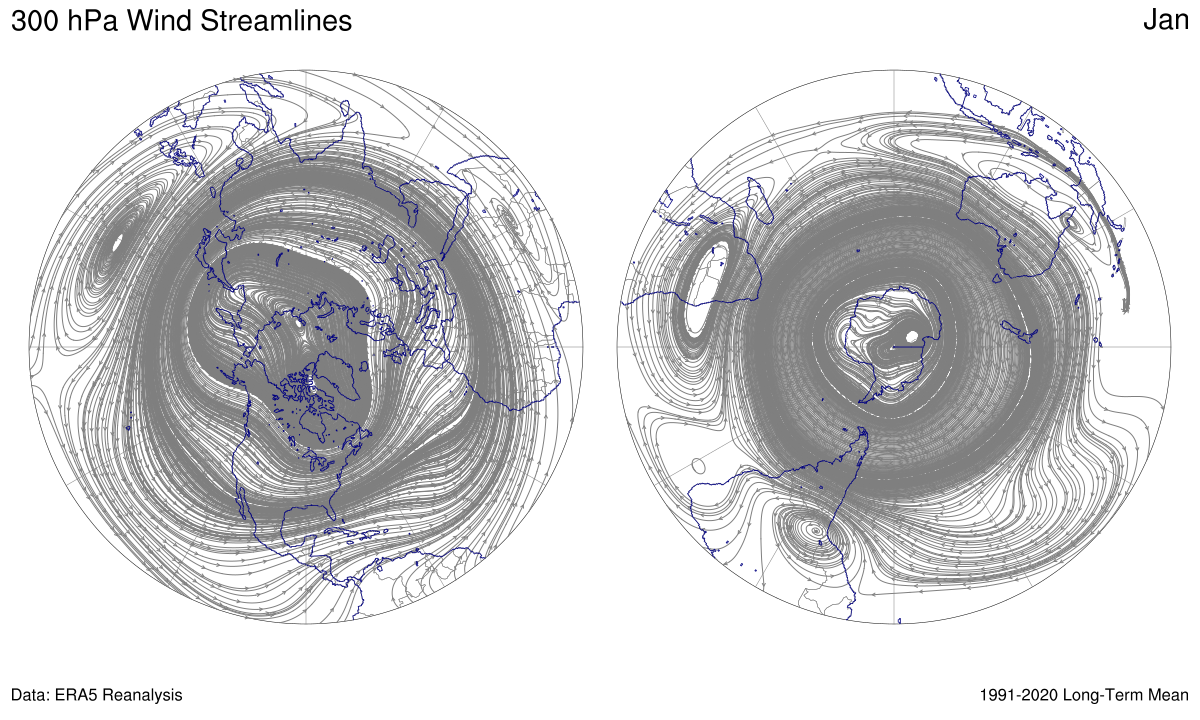 300 hPa Wind Streamlines
Jan
Data: ERA5 Reanalysis
1991-2020 Long-Term Mean